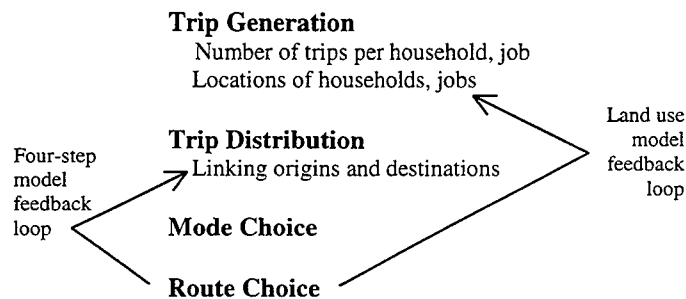 Trip Generation
Number of trips per household, job
Locations of households, jobs
Trip Distribution
Linking origins and destinations
Mode Choice
Route Choice
Four-step
model
feedback
loop
Land use
model
feedback
loop